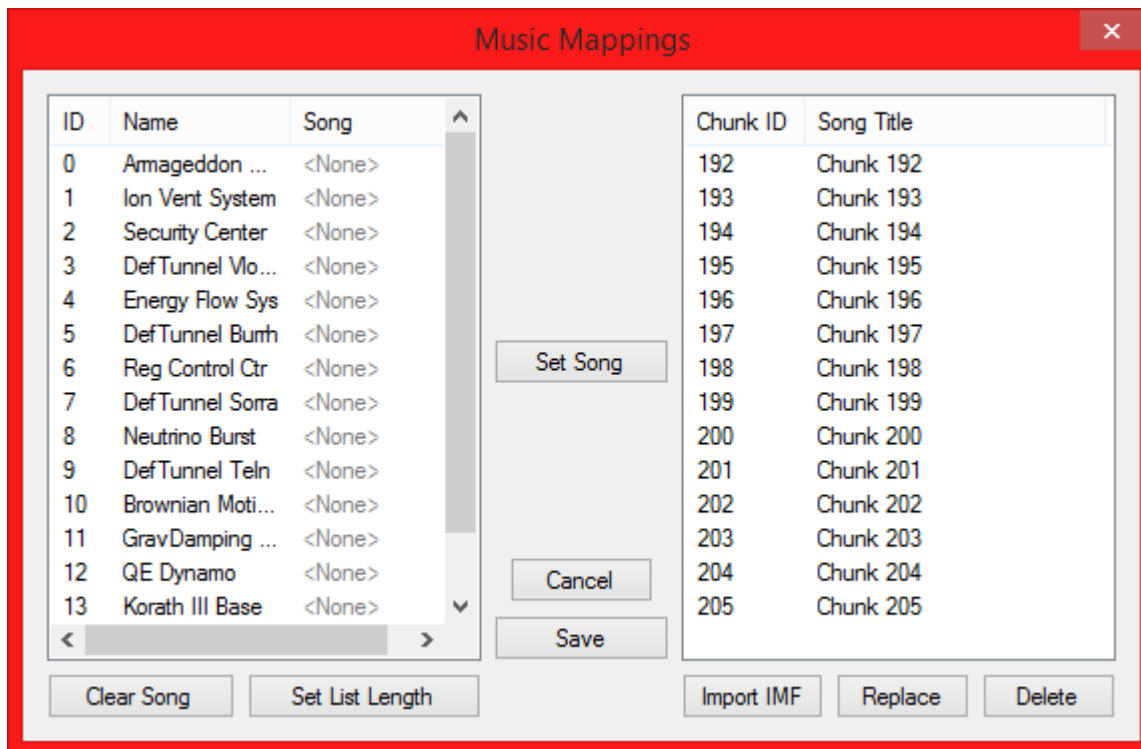 Music Mappings
ID Name Song
0 Armageddon ... <None>
1 Ion Vent System <None>
2 Security Center <None>
3 DefTunnel Vlo... <None>
4 Energy Flow Sys <None>
5 DefTunnel Burrh <None>
6 Reg Control Ctr <None>
7 DefTunnel Sorra <None>
8 Neutrino Burst <None>
9 DefTunnel Teln <None>
10 Brownian Moti... <None>
11 GravDamping ... <None>
12 QE Dynamo <None>
13 Korath III Base <None>
Clear Song
Set List Length
Set Song
Cancel
Save
Chunk ID Song Title
192 Chunk 192
193 Chunk 193
194 Chunk 194
195 Chunk 195
196 Chunk 196
197 Chunk 197
198 Chunk 198
199 Chunk 199
200 Chunk 200
201 Chunk 201
202 Chunk 202
203 Chunk 203
204 Chunk 204
205 Chunk 205
Import IMF
Replace
Delete